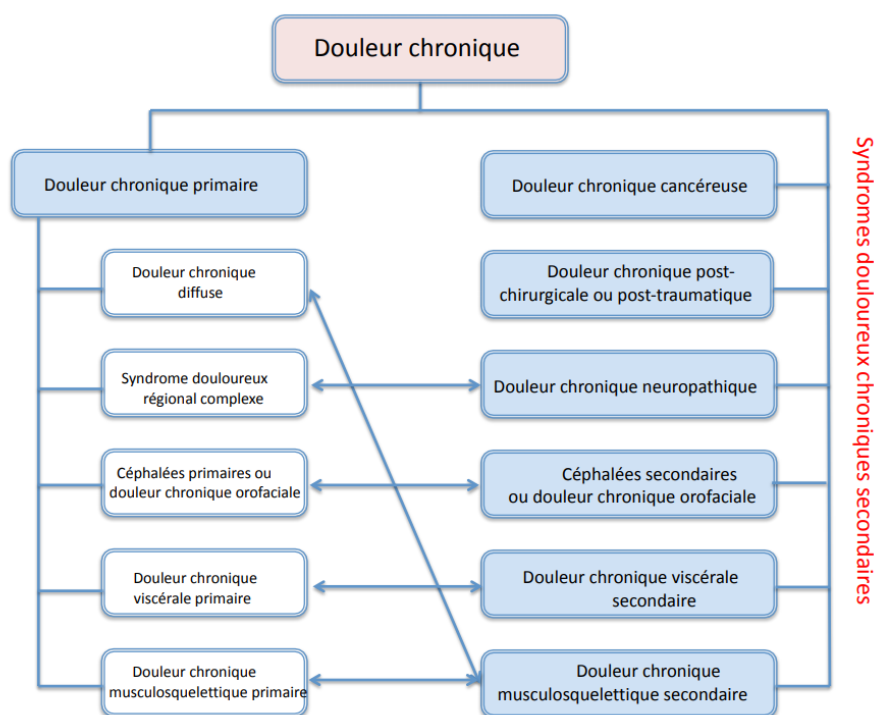 Douleur chronique
Douleur chronique primaire
Douleur chronique
diffuse
Syndrome douloureux
régional complexe
Céphalées primaires ou
douleur chronique orofaciale
Douleur chronique
viscérale primaire
Douleur chronique
musculosquelettique primaire
Douleur chronique cancéreuse
Douleur chronique post-
chirurgicale ou post-traumatique
Douleur chronique neuropathique
Céphalées secondaires
ou douleur chronique orofaciale
Douleur chronique viscérale
secondaire
Douleur chronique
musculosquelettique secondaire
Syndromes douloureux chroniques secondaires